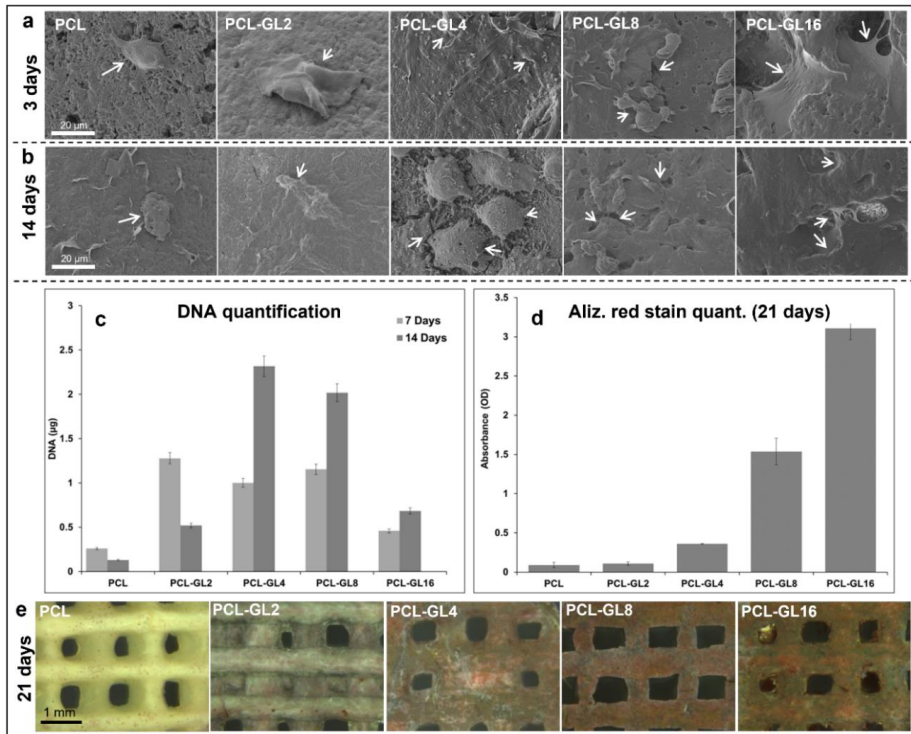 a
PCL
PCL-GL2
PCL-GL4
PCL-GL8
PCL-GL16
3 days
20 µm
b
14 days
20 µm
c
DNA quantification
7 Days
14 Days
DNA (µg)
3
2.5
2
1.5
1
0.5
0
PCL
PCL-GL2
PCL-GL4
PCL-GL8
PCL-GL16
d
Aliz. red stain quant. (21 days)
Absorbance (OD)
3.5
3
2.5
2
1.5
1
0.5
0
PCL
PCL-GL2
PCL-GL4
PCL-GL8
PCL-GL16
e
PCL
PCL-GL2
PCL-GL4
PCL-GL8
PCL-GL16
21 days
1 mm